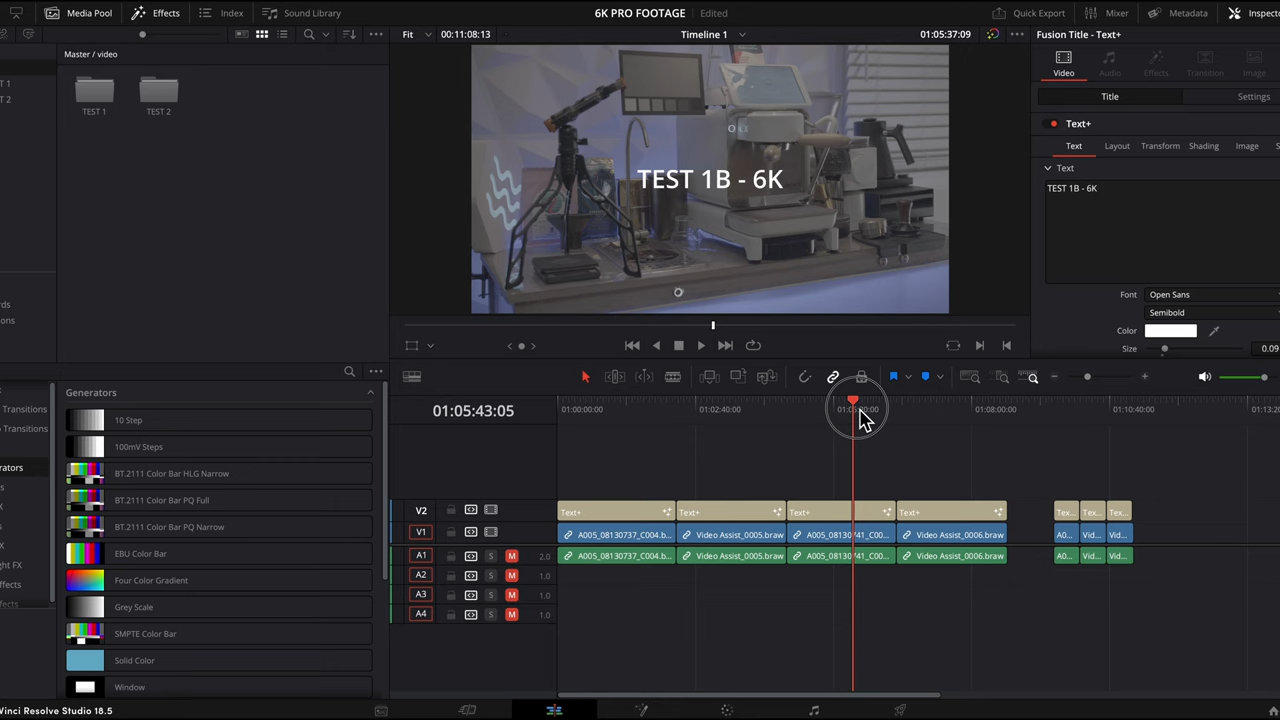 Media Pool Effects Index Sound Library 6K PRO FOOTAGE Edited Quick Export Mixer Metadata Inspecto
Fit 00:11:08:13 Timeline 1 01:05:37:09 Fusion Title - Text+
Master / video
Video Audio Effects Transition Image
T 1
T 2
TEST 1 TEST 2
Title Settings
Text+
Text Layout Transform Shading Image
Text
TEST 1B - 6K
TEST 1B - 6K
Font Open Sans
Semibold
Color
Size 0.09
rds
ions
Generators
Transitions
o Transitions
erators
X
ght FX
ffects
10 Step
100mV Steps
BT.2111 Color Bar HLG Narrow
BT.2111 Color Bar PQ Full
BT.2111 Color Bar PQ Narrow
EBU Color Bar
Four Color Gradient
Grey Scale
SMPTE Color Bar
Solid Color
Window
01:05:43:05 01:00:00:00 01:02:40:00 01:08:00:00 01:10:40:00 01:13:20
V2 Text+ Text+ Text+ Text+ Tex... Tex... Tex...
V1 A005_08130737_C004.b... Video Assist_0005.braw A005_08130741_C00... Video Assist_0006.braw A0... Vid... Vid...
A1 S M 2.0 A005_08130737_C004.b... Video Assist_0005.braw A005_08130741_C00... Video Assist_0006.braw A0... Vid... Vid...
A2 S M 1.0
A3 S M 1.0
A4 S M 1.0
Vinci Resolve Studio 18.5